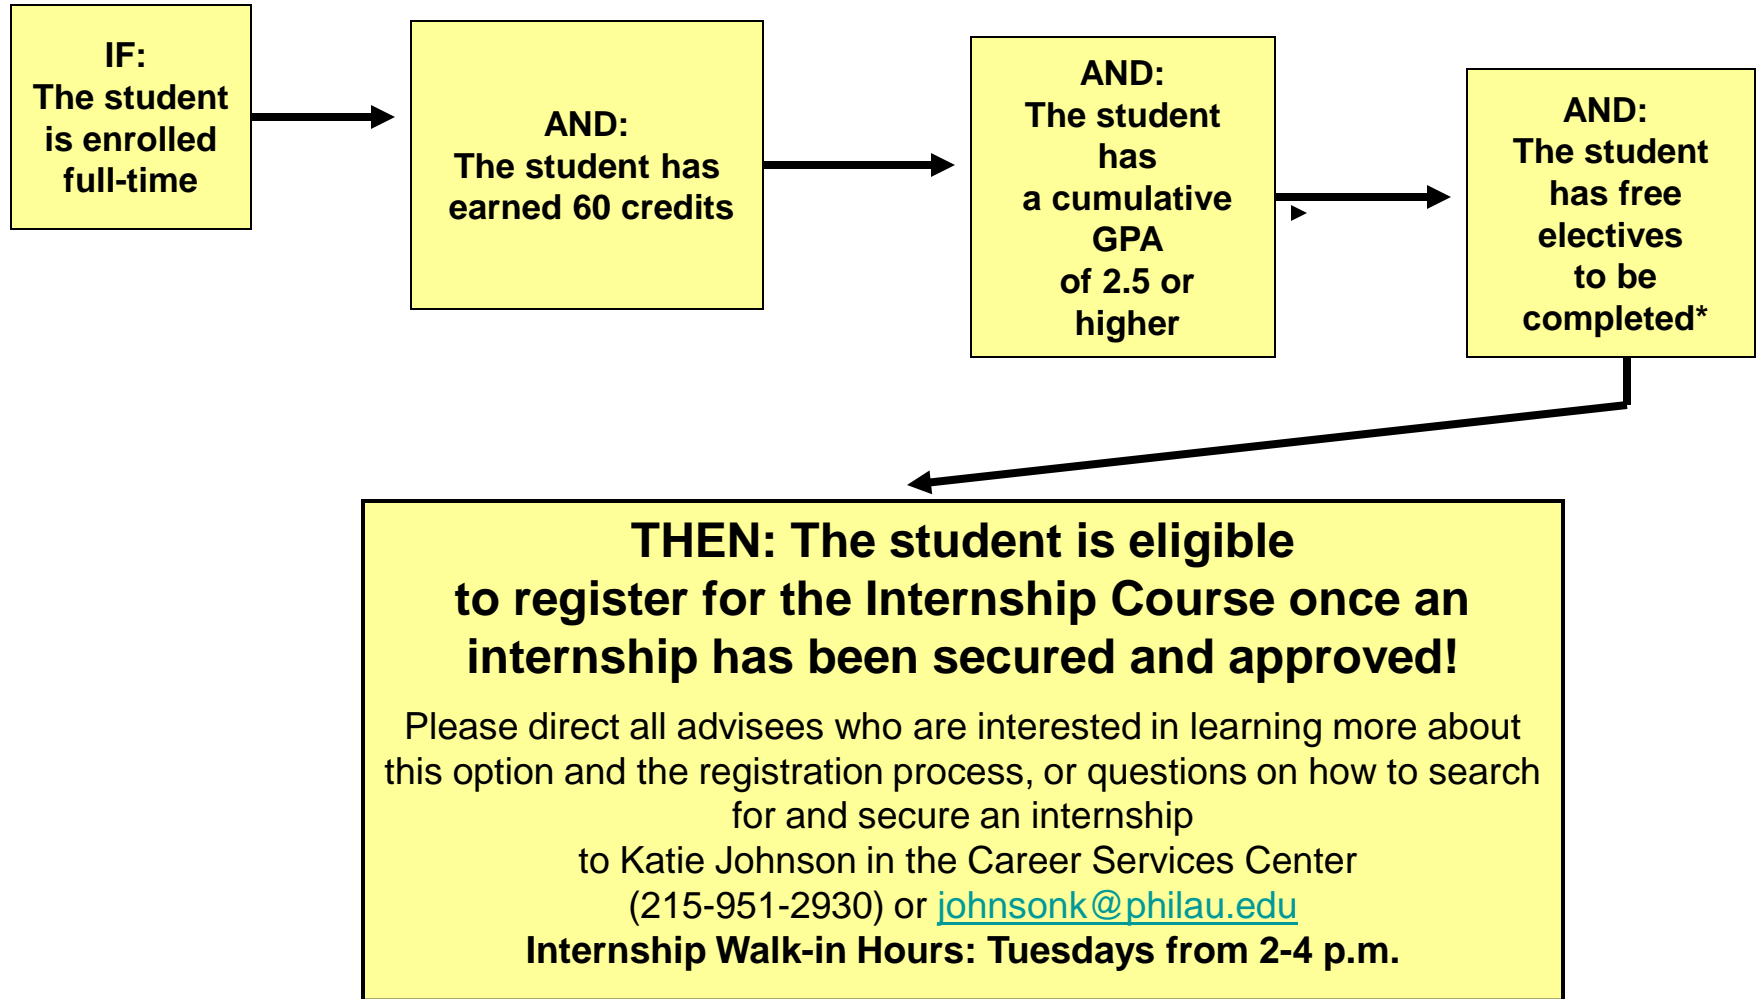 IF:
The student
is enrolled
full-time
AND:
The student has
earned 60 credits
AND:
The student
has
a cumulative
GPA
of 2.5 or
higher
AND:
The student
has free
electives
to be
completed*
THEN: The student is eligible
to register for the Internship Course once an
internship has been secured and approved!
Please direct all advisees who are interested in learning more about
this option and the registration process, or questions on how to search
for and secure an internship
to Katie Johnson in the Career Services Center
(215-951-2930) or johnsonk@philau.edu
Internship Walk-in Hours: Tuesdays from 2-4 p.m.